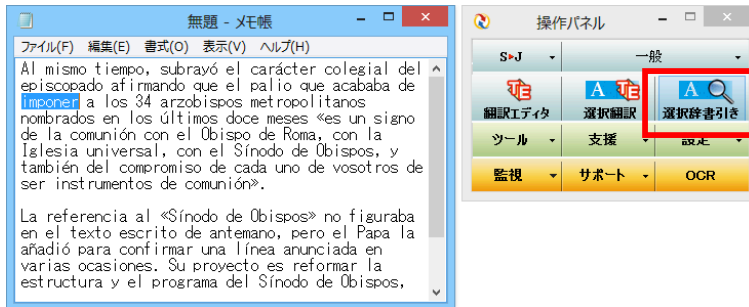 無題 - メモ帳
ファイル(F) 編集(E) 書式(O) 表示(V) ヘルプ(H)
Al mismo tiempo, subrayó el carácter colegial del
episcopado afirmando que el palio que acababa de
imponer a los 34 arzobispos metropolitanos
nombrados en los últimos doce meses «es un signo
de la comunión con el Obispo de Roma, con la
Iglesia universal, con el Sínodo de Obispos, y
también del compromiso de cada uno de vosotros de
ser instrumentos de comunión».
La referencia al «Sínodo de Obispos» no figuraba
en el texto escrito de antemano, pero el Papa la
añadió para confirmar una línea anunciada en
varias ocasiones. Su proyecto es reformar la
estructura y el programa del Sínodo de Obispos,
操作パネル
S▸J 一般
翻訳エディタ 選択翻訳 選択辞書引き
ツール 支援 設定
監視 サポート OCR